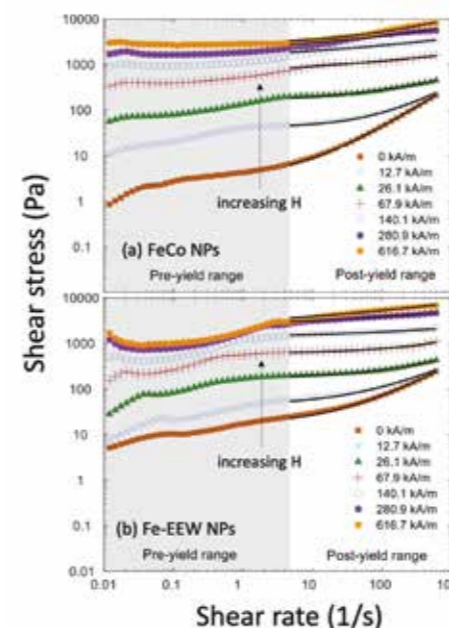 10000
1000
100
10
1
0.1
(a) FeCo NPs
Pre-yield range
increasing H
0 kA/m
12.7 kA/m
26.1 kA/m
67.9 kA/m
140.1 kA/m
280.9 kA/m
616.7 kA/m
Post-yield range
Shear stress (Pa)
10000
1000
100
10
1
0.1
0.01
(b) Fe-EEW NPs
Pre-yield range
increasing H
0 kA/m
12.7 kA/m
26.1 kA/m
67.9 kA/m
140.1 kA/m
280.9 kA/m
616.7 kA/m
Post-yield range
0.01 0.1 1 10 100
Shear rate (1/s)